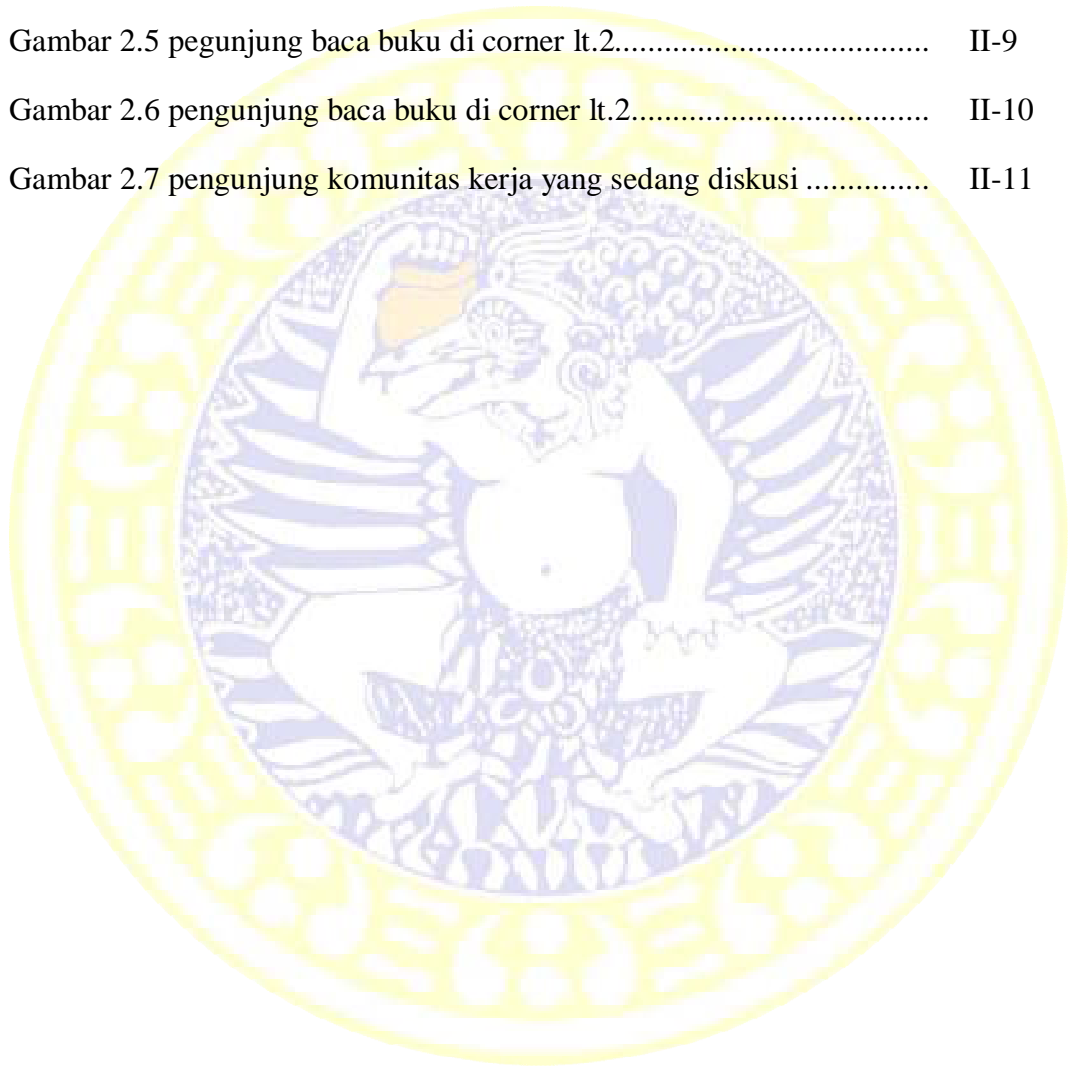 Gambar 2.5 pegunjung baca buku di corner lt.2...................................... II-9
Gambar 2.6 pengunjung baca buku di corner lt.2.................................... II-10
Gambar 2.7 pengunjung komunitas kerja yang sedang diskusi ............... II-11